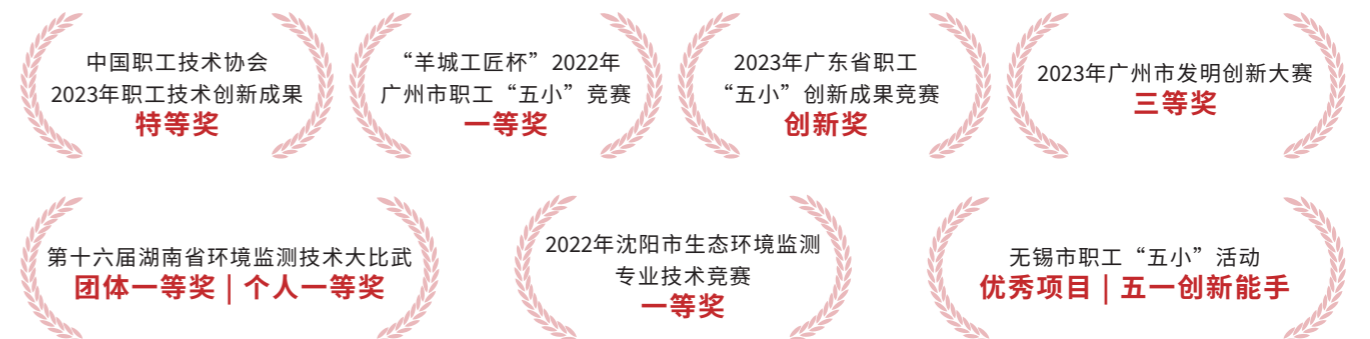 中国职工技术协会
2023年职工技术创新成果
特等奖
“羊城工匠杯”2022年
广州市职工“五小”竞赛
一等奖
2023年广东省职工
“五小”创新成果竞赛
创新奖
2023年广州市发明创新大赛
三等奖
第十六届湖南省环境监测技术大比武
团体一等奖 | 个人一等奖
2022年沈阳市生态环境监测
专业技术竞赛
一等奖
无锡市职工“五小”活动
优秀项目 | 五一创新能手